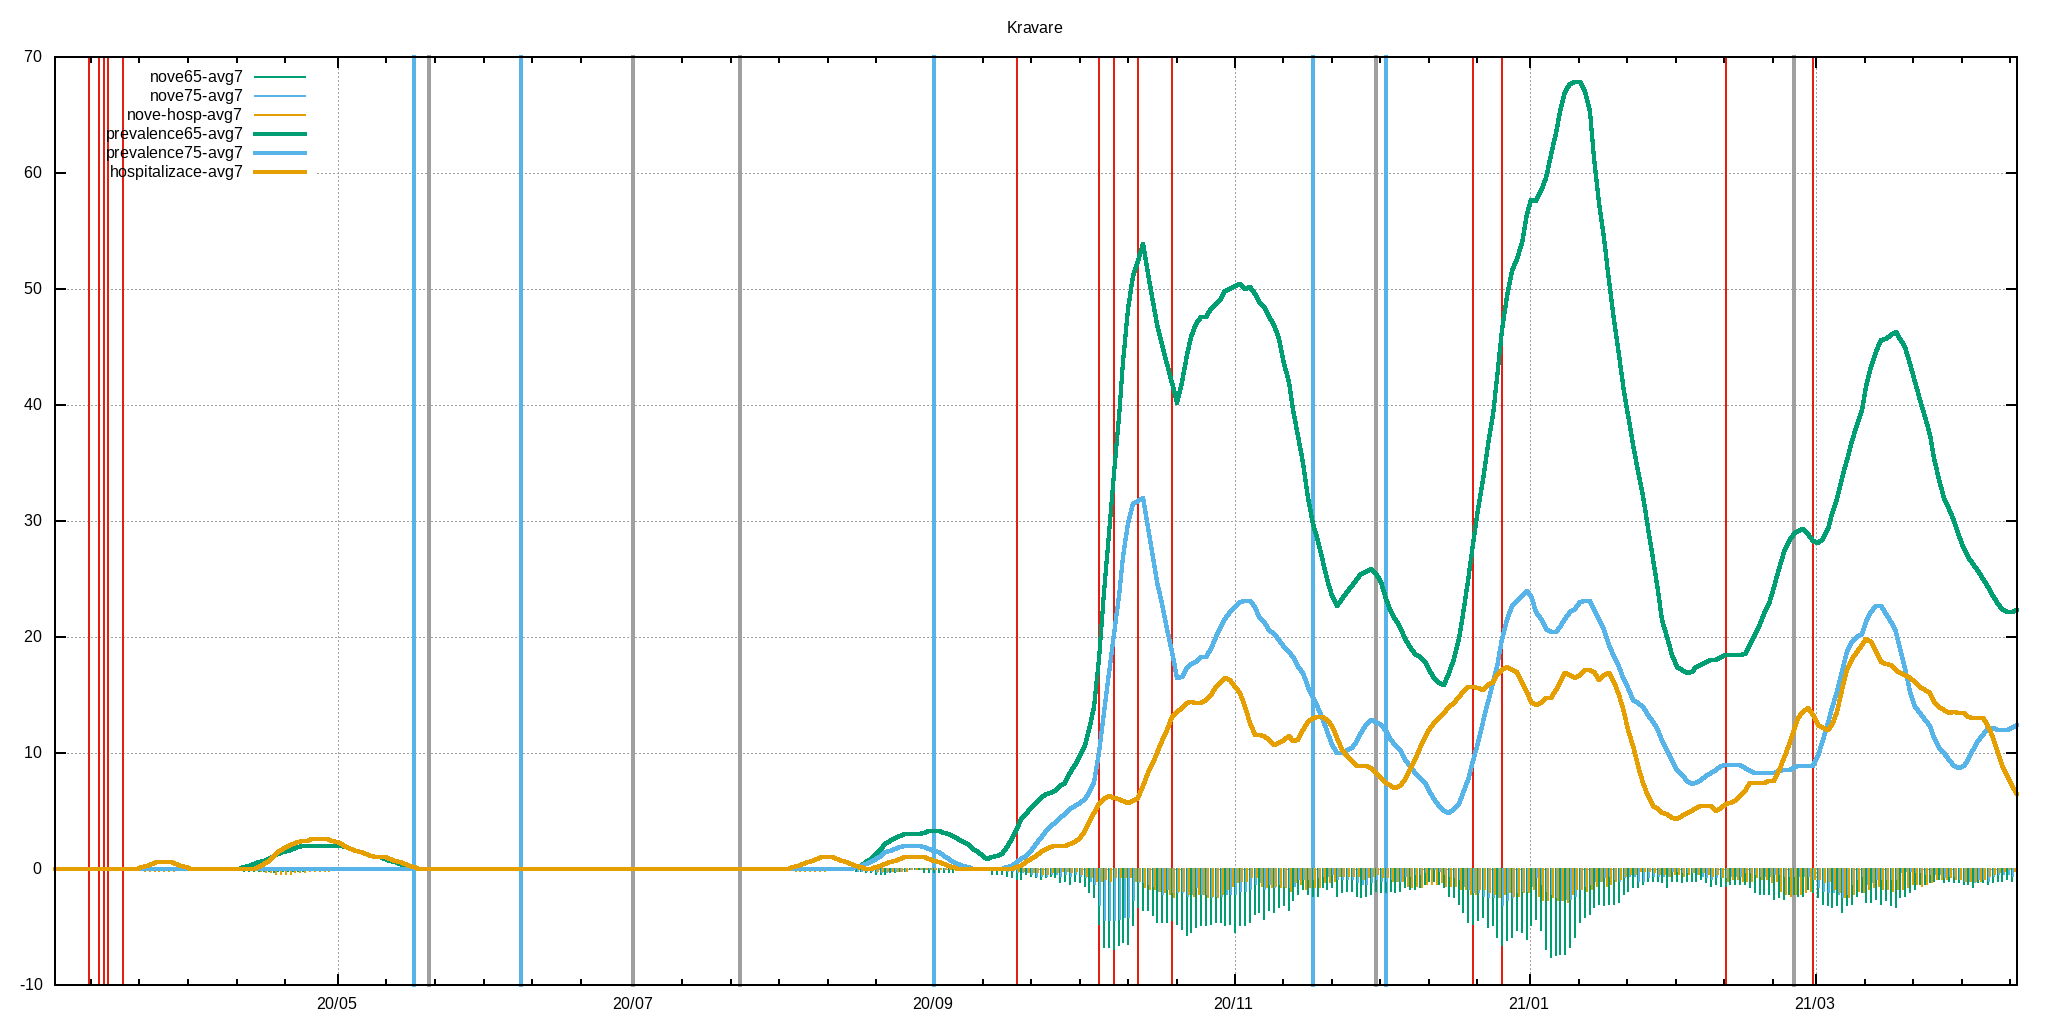 Kravare
70
60
50
40
30
20
10
0
-10
nove65-avg7
nove75-avg7
nove-hosp-avg7
prevalence65-avg7
prevalence75-avg7
hospitalizace-avg7
20/05 20/07 20/09 20/11 21/01 21/03